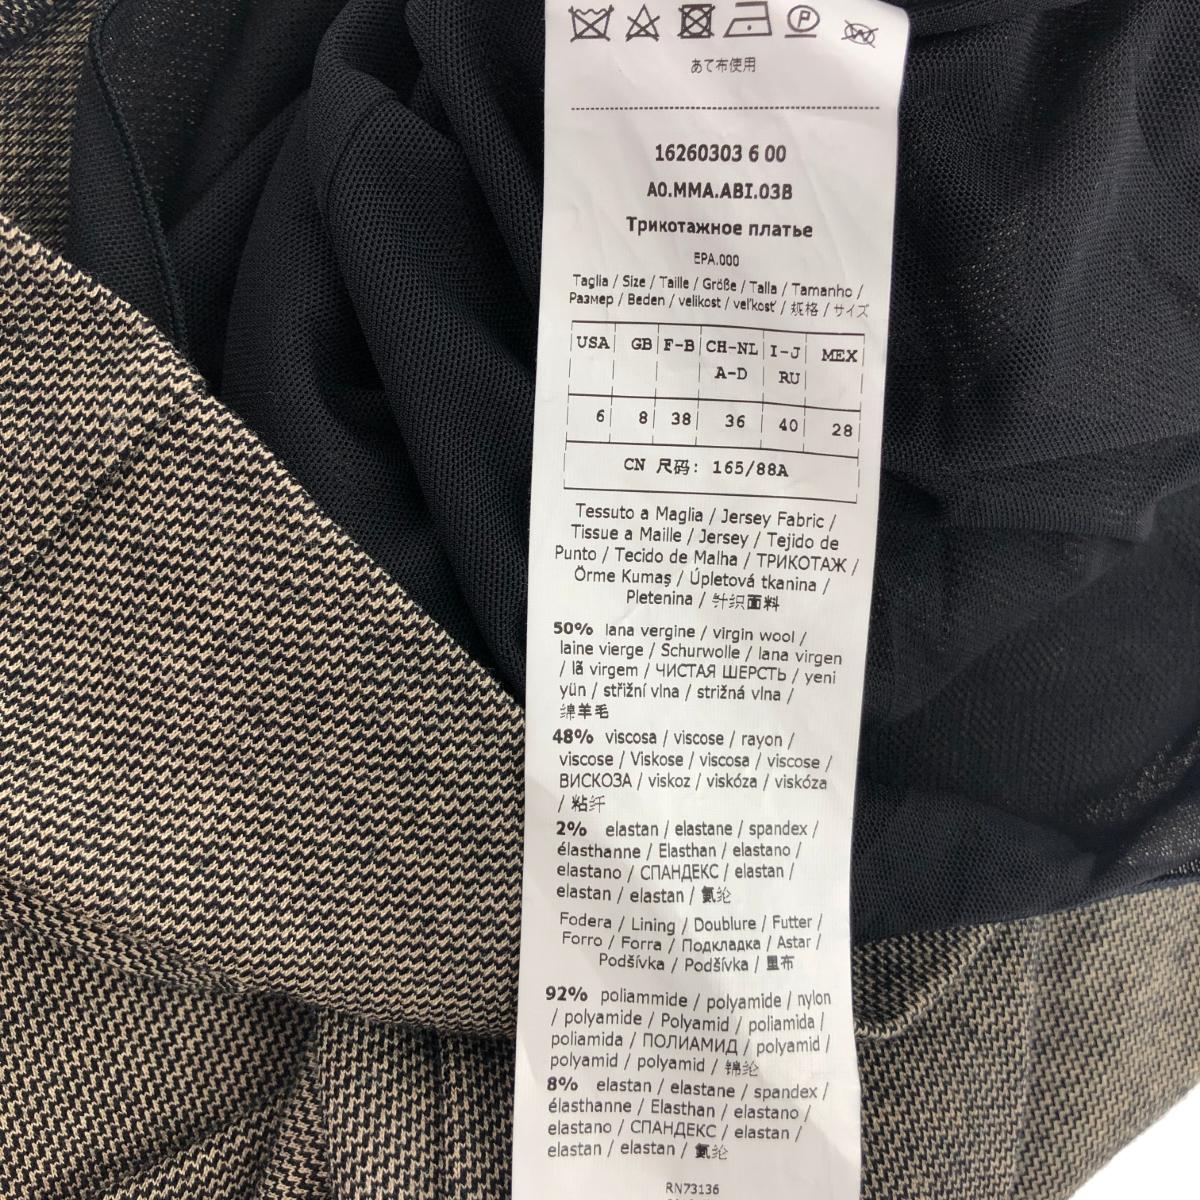 P
W
あて布使用
16260303 6 00
A0.MMA.ABI.03B
Трикотажное платье
EPA.000
Taglia / Size / Taille / Größe / Talla / Tamanho /
Размер / Beden / velikost / veľkosť / 规格 / サイズ
USA GB F-B CH-NL I-J MEX
A-D RU
6 8 38 36 40 28
CN 尺码: 165/88A
Tessuto a Maglia / Jersey Fabric /
Tissue a Maille / Jersey / Tejido de
Punto / Tecido de Malha / ТРИКОТАЖ /
Örme Kumaş / Úpletová tkanina /
Pletenina / 针织面料
50% lana vergine / virgin wool /
laine vierge / Schurwolle / lana virgen
/ lã virgem / ЧИСТАЯ ШЕРСТЬ / yeni
yün / střižní vlna / strižná vlna /
绵羊毛
48% viscosa / viscose / rayon /
viscose / Viskose / viscosa / viscose /
ВИСКОЗА / viskoz / viskóza / viskóza
/ 粘纤
2% elastan / elastane / spandex /
élasthanne / Elasthan / elastano /
elastano / СПАНДЕКС / elastan /
elastan / elastan / 氨纶
Fodera / Lining / Doublure / Futter /
Forro / Forra / Подкладка / Astar /
Podšívka / Podšívka / 里布
92% poliammide / polyamide / nylon
/ polyamide / Polyamid / poliamida /
poliamida / ПОЛИАМИД / polyamid /
polyamid / polyamid / 锦纶
8% elastan / elastane / spandex /
élasthanne / Elasthan / elastano /
elastano / СПАНДЕКС / elastan /
elastan / elastan / 氨纶
RN73136